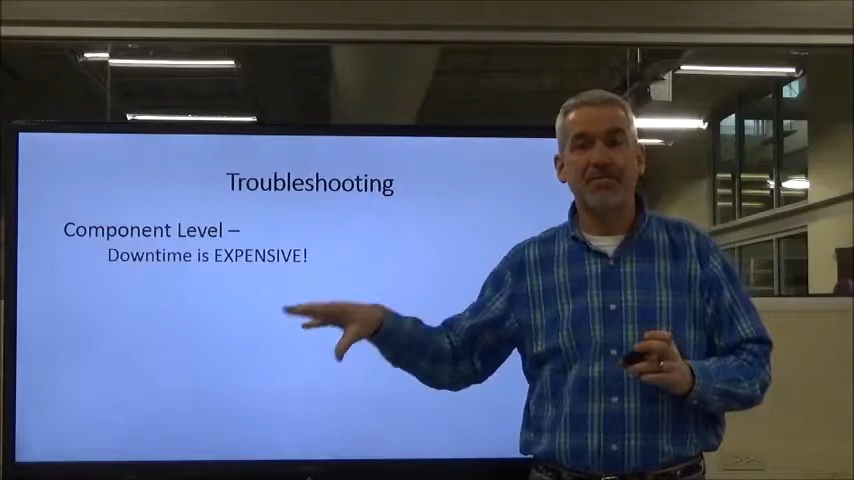 Troubleshooting
Component Level –
Downtime is EXPENSIVE!